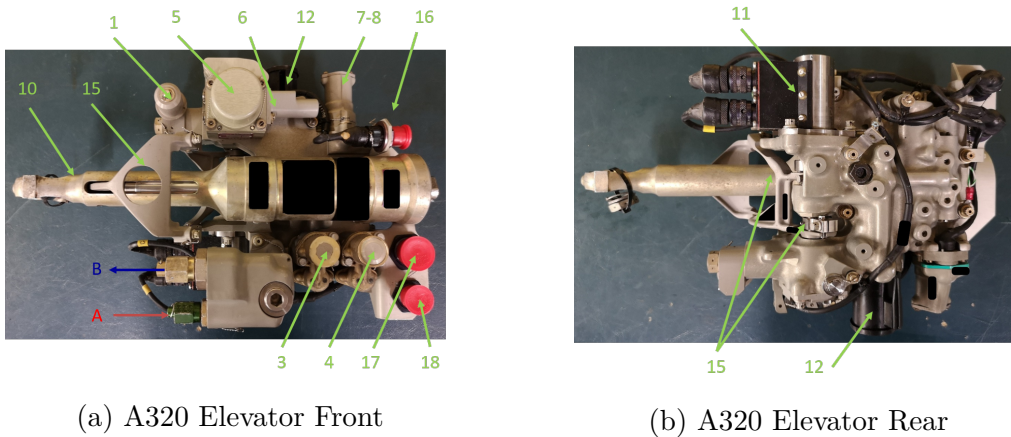 1 5 6 12 7-8 16
10 15
B
A
3 4 17 18
(a) A320 Elevator Front
11
15 12
(b) A320 Elevator Rear